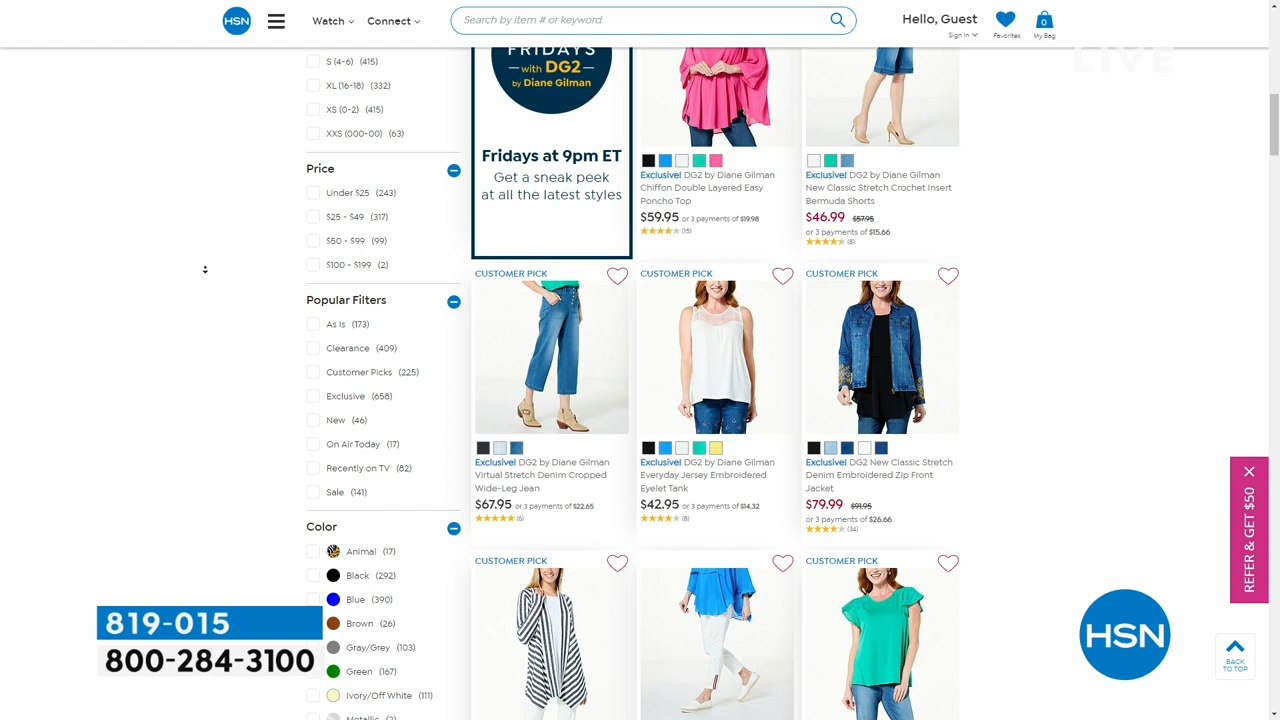 HSN
Watch
Connect
Search by item # or keyword
Hello, Guest
Sign In
Favorites
0
My Bag
LIVE
S (4-6) (415)
XL (16-18) (332)
XS (0-2) (415)
XXS (000-00) (63)
Price
Under $25 (243)
$25 - $49 (317)
$50 - $99 (99)
$100 - $199 (2)
Popular Filters
As Is (173)
Clearance (409)
Customer Picks (225)
Exclusive (658)
New (46)
On Air Today (17)
Recently on TV (82)
Sale (141)
Color
Animal (17)
Black (292)
Blue (390)
Brown (26)
Gray/Grey (103)
Green (167)
Ivory/Off White (111)
Metallic (2)
FRIDAYS
with DG2
by Diane Gilman
Fridays at 9pm ET
Get a sneak peek
at all the latest styles
Exclusive! DG2 by Diane Gilman
Chiffon Double Layered Easy
Poncho Top
$59.95 or 3 payments of $19.98
(15)
Exclusive! DG2 by Diane Gilman
New Classic Stretch Crochet Insert
Bermuda Shorts
$46.99 $57.95
or 3 payments of $15.66
(8)
CUSTOMER PICK
Exclusive! DG2 by Diane Gilman
Virtual Stretch Denim Cropped
Wide-Leg Jean
$67.95 or 3 payments of $22.65
(6)
CUSTOMER PICK
Exclusive! DG2 by Diane Gilman
Everyday Jersey Embroidered
Eyelet Tank
$42.95 or 3 payments of $14.32
(8)
CUSTOMER PICK
Exclusive! DG2 New Classic Stretch
Denim Embroidered Zip Front
Jacket
$79.99 $91.95
or 3 payments of $26.66
(34)
CUSTOMER PICK
CUSTOMER PICK
CUSTOMER PICK
REFER & GET $50
819-015
800-284-3100
HSN
BACK
TO TOP